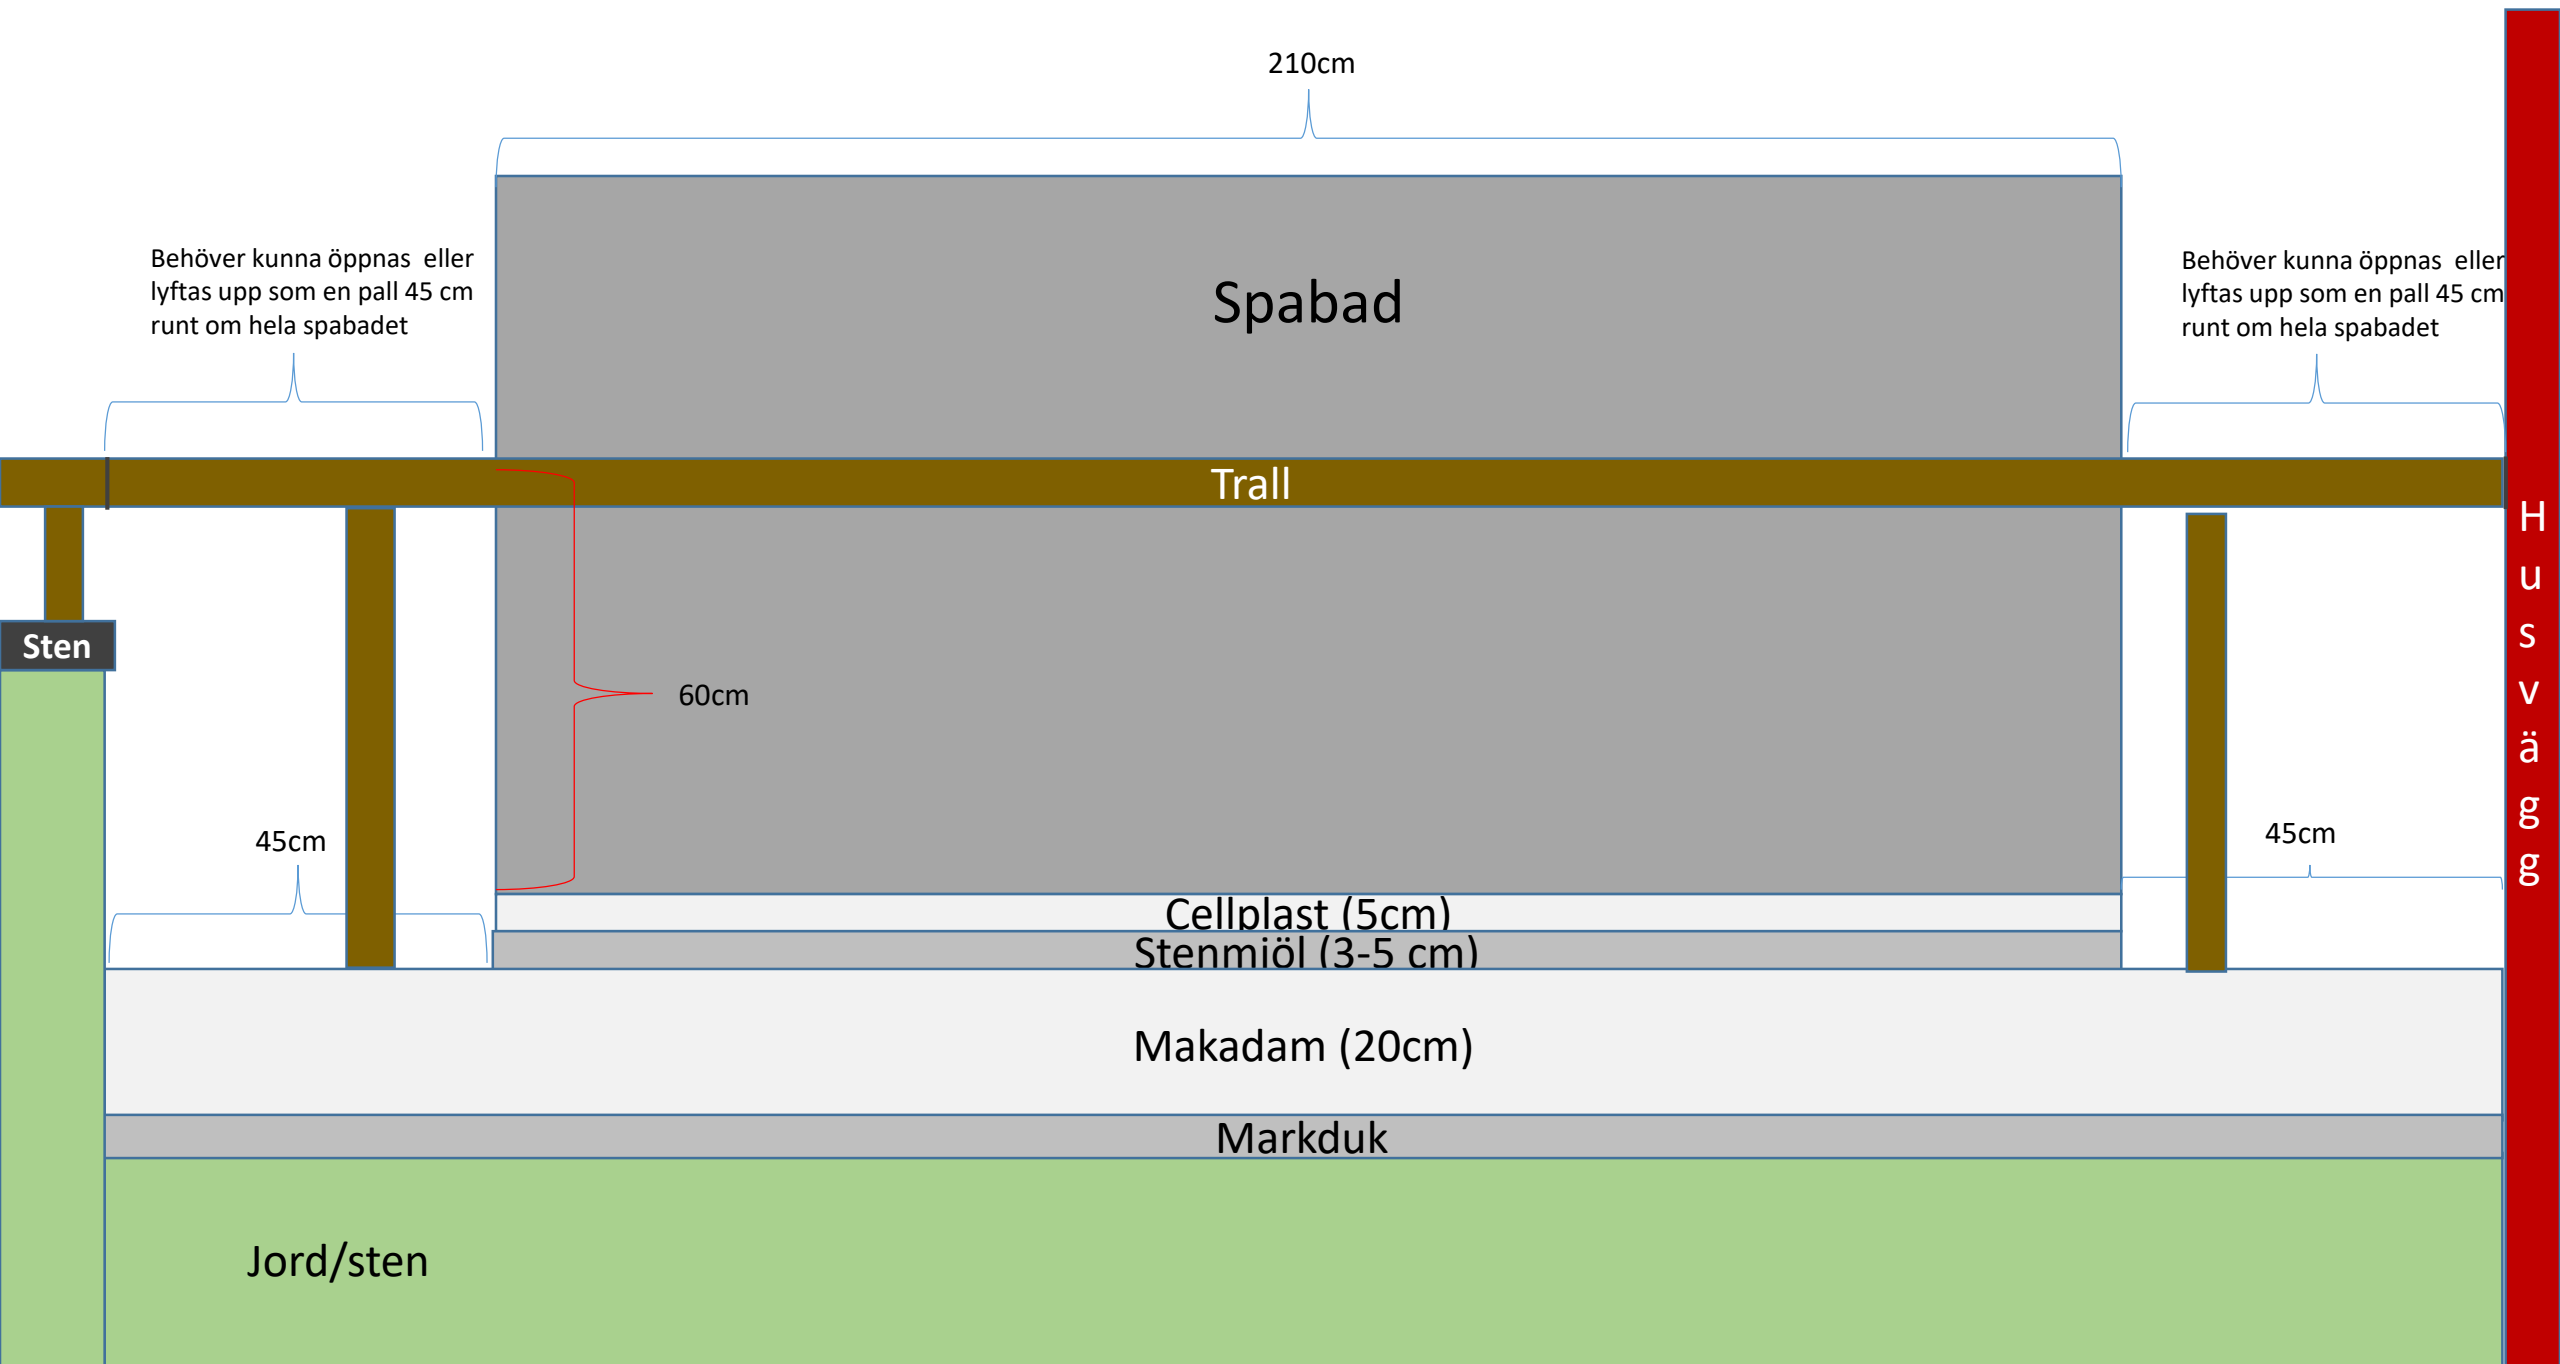 210cm
Behöver kunna öppnas  eller
lyftas upp som en pall 45 cm
runt om hela spabadet
Spabad
Behöver kunna öppnas  eller
lyftas upp som en pall 45 cm
runt om hela spabadet
Trall
Husvägg
Sten
60cm
45cm
45cm
Cellplast (5cm)
Stenmjöl (3-5 cm)
Makadam (20cm)
Markduk
Jord/sten